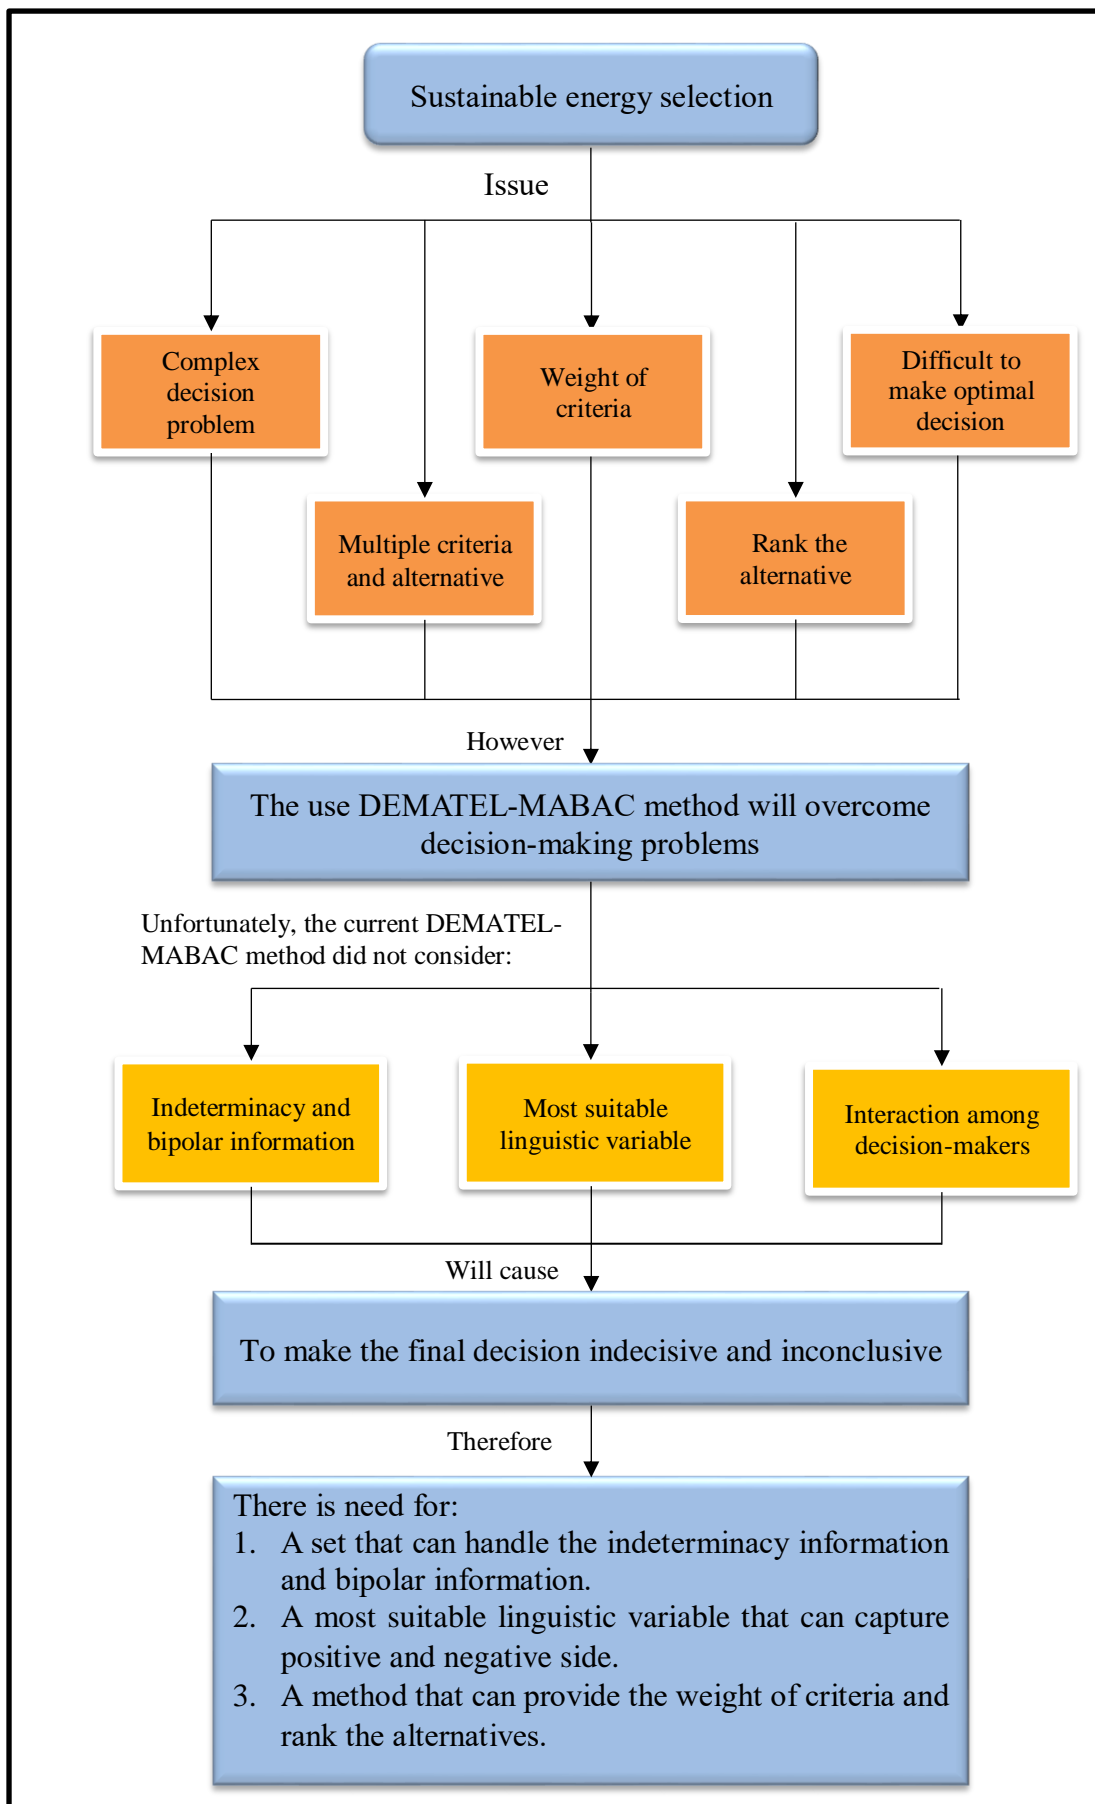 Sustainable energy selection
Issue
Complex
decision
problem
Weight of
criteria
Difficult to
make optimal
decision
Multiple criteria
and alternative
Rank the
alternative
However
The use DEMATEL-MABAC method will overcome
decision-making problems
Unfortunately, the current DEMATEL-
MABAC method did not consider:
Indeterminacy and
bipolar information
Most suitable
linguistic variable
Interaction among
decision-makers
Will cause
To make the final decision indecisive and inconclusive
Therefore
There is need for:
1. A set that can handle the indeterminacy information
and bipolar information.
2. A most suitable linguistic variable that can capture
positive and negative side.
3. A method that can provide the weight of criteria and
rank the alternatives.